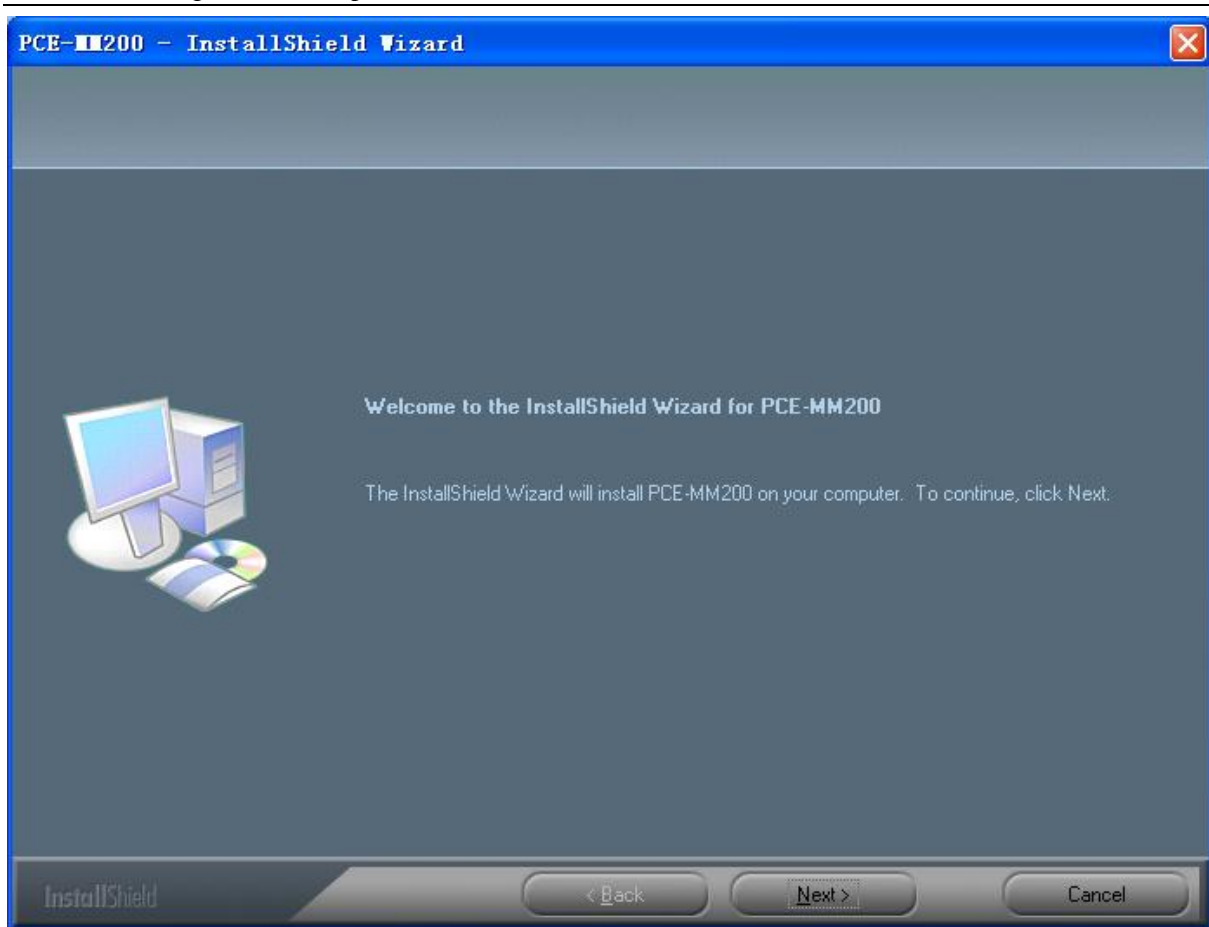 PCE-MM200 - InstallShield Wizard
Welcome to the InstallShield Wizard for PCE-MM200
The InstallShield Wizard will install PCE-MM200 on your computer. To continue, click Next.
InstallShield
< Back
Next >
Cancel